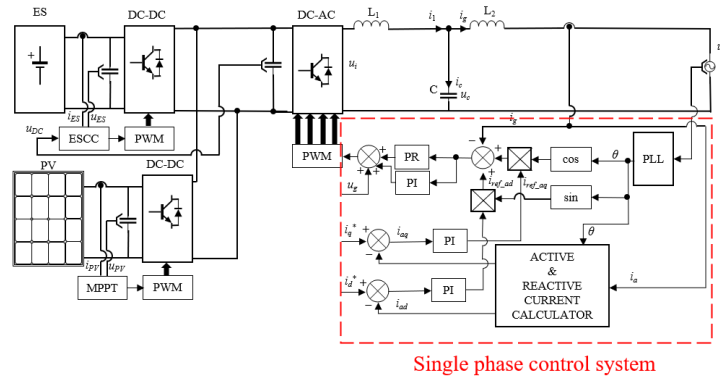 ES
DC-DC
DC-AC
L1
i1
ig
L2
+
ui
ic
C
uc
u
iES
uES
uDC
ESCC
PWM
PV
DC-DC
iPV
uPV
MPPT
PWM
PWM
ig
−
+
+
+
+
+
+
PR
PI
ug
cos
θ
PLL
iref_ad
iref_aq
sin
θ
iq*
+
iaq
PI
−
id*
+
iad
PI
−
ACTIVE
&
REACTIVE
CURRENT
CALCULATOR
ia
Single phase control system